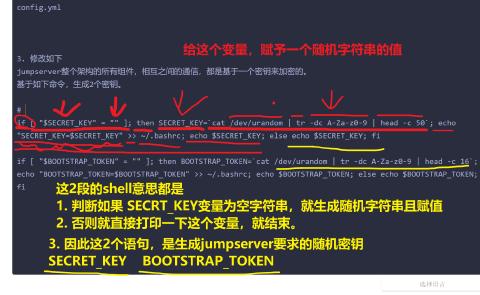 config.yml
3. 修改如下
给这个变量，赋予一个随机字符串的值
jumpserver整个架构的所有组件，相互之间的通信，都是基于一个密钥来加密的。
基于如下命令，生成2个密钥。
#
if [ "$SECRET_KEY" = "" ]; then SECRET_KEY=`cat /dev/urandom | tr -dc A-Za-z0-9 | head -c 50`; echo
"SECRET_KEY=$SECRET_KEY" >> ~/.bashrc; echo $SECRET_KEY; else echo $SECRET_KEY; fi
if [ "$BOOTSTRAP_TOKEN" = "" ]; then BOOTSTRAP_TOKEN=`cat /dev/urandom | tr -dc A-Za-z0-9 | head -c 16`;
echo "BOOTSTRAP_TOKEN=$BOOTSTRAP_TOKEN" >> ~/.bashrc; echo $BOOTSTRAP_TOKEN; else echo $BOOTSTRAP_TOKEN;
fi
这2段的shell意思都是
1. 判断如果 SECRT_KEY变量为空字符串，就生成随机字符串且赋值
2. 否则就直接打印一下这个变量，就结束。
3. 因此这2个语句，是生成jumpserver要求的随机密钥
SECRET_KEY BOOTSTRAP_TOKEN
选择语言